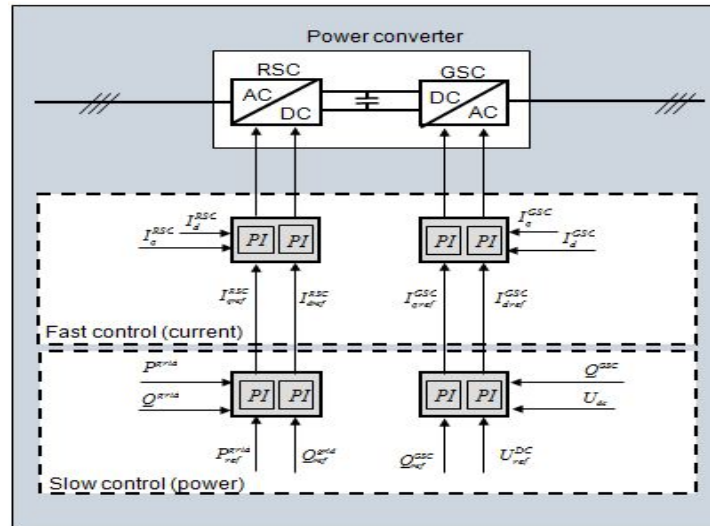 Power converter
RSC GSC
AC DC DC AC
I_d^RSC I_q^GSC
I_q^RSC PI PI PI PI I_d^GSC
I_qref^RSC I_dref^RSC I_qref^GSC I_dref^GSC
Fast control (current)
P^grid Q^GSC
Q^grid PI PI PI PI U_dc
P_ref^grid Q_ref^grid Q_ref^GSC U_ref^DC
Slow control (power)